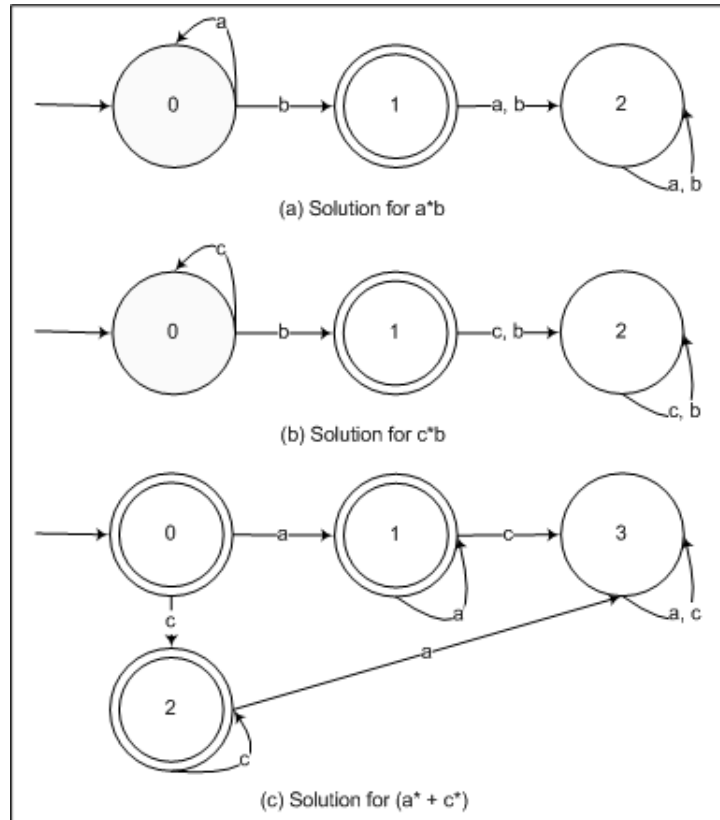 a
0
b
1
a, b
2
a, b
(a) Solution for a*b
c
0
b
1
c, b
2
c, b
(b) Solution for c*b
0
a
1
c
3
a
a, c
c
a
2
c
(c) Solution for (a* + c*)